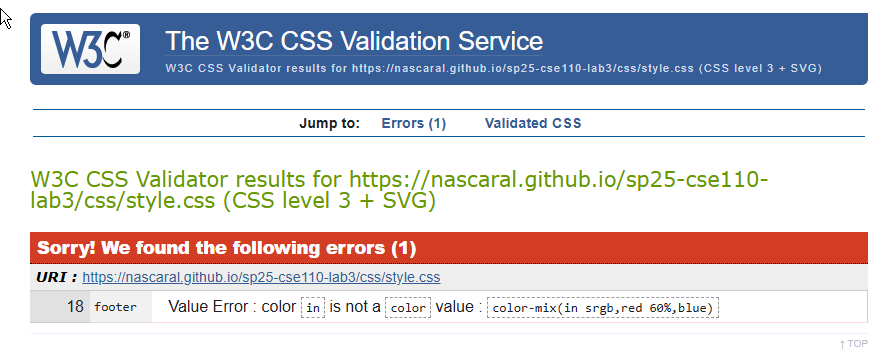 W3C®
The W3C CSS Validation Service
W3C CSS Validator results for https://nascaral.github.io/sp25-cse110-lab3/css/style.css (CSS level 3 + SVG)
Jump to: Errors (1) Validated CSS
W3C CSS Validator results for https://nascaral.github.io/sp25-cse110-
lab3/css/style.css (CSS level 3 + SVG)
Sorry! We found the following errors (1)
URI : https://nascaral.github.io/sp25-cse110-lab3/css/style.css
18 footer Value Error : color in is not a color value : color-mix(in srgb,red 60%,blue)
↑ TOP